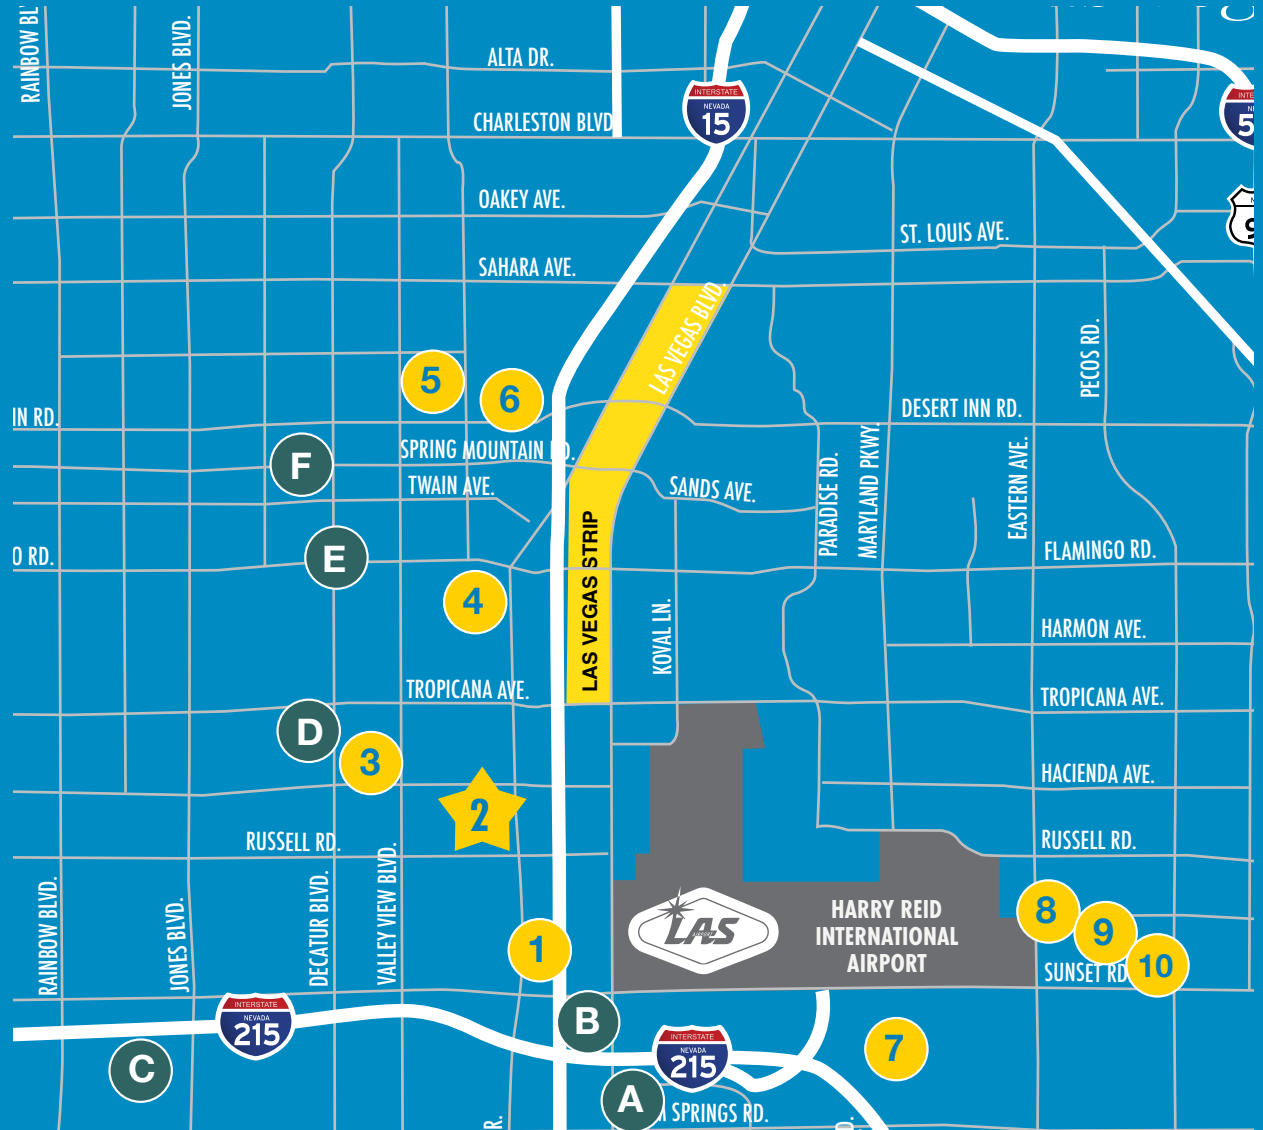 RAINBOW BL
JONES BLVD.
ALTA DR.
CHARLESTON BLVD
INTERSTATE
NEVADA
15
INTE
5
OAKEY AVE.
ST. LOUIS AVE.
9
SAHARA AVE.
LAS VEGAS BLVD.
PECOS RD.
5
6
IN RD.
DESERT INN RD.
SPRING MOUNTAIN RD.
F
TWAIN AVE.
SANDS AVE.
PARADISE RD.
MARYLAND PKWY.
EASTERN AVE.
O RD.
E
FLAMINGO RD.
4
LAS VEGAS STRIP
KOVAL LN.
HARMON AVE.
TROPICANA AVE.
TROPICANA AVE.
D
3
HACIENDA AVE.
2
RUSSELL RD.
RUSSELL RD.
RAINBOW BLVD.
JONES BLVD.
DECATUR BLVD.
VALLEY VIEW BLVD.
1
LAS
AIRPORT
HARRY REID
INTERNATIONAL
AIRPORT
8
9
10
SUNSET RD
INTERSTATE
NEVADA
215
B
INTERSTATE
NEVADA
215
7
C
A
M SPRINGS RD.
R.
D.